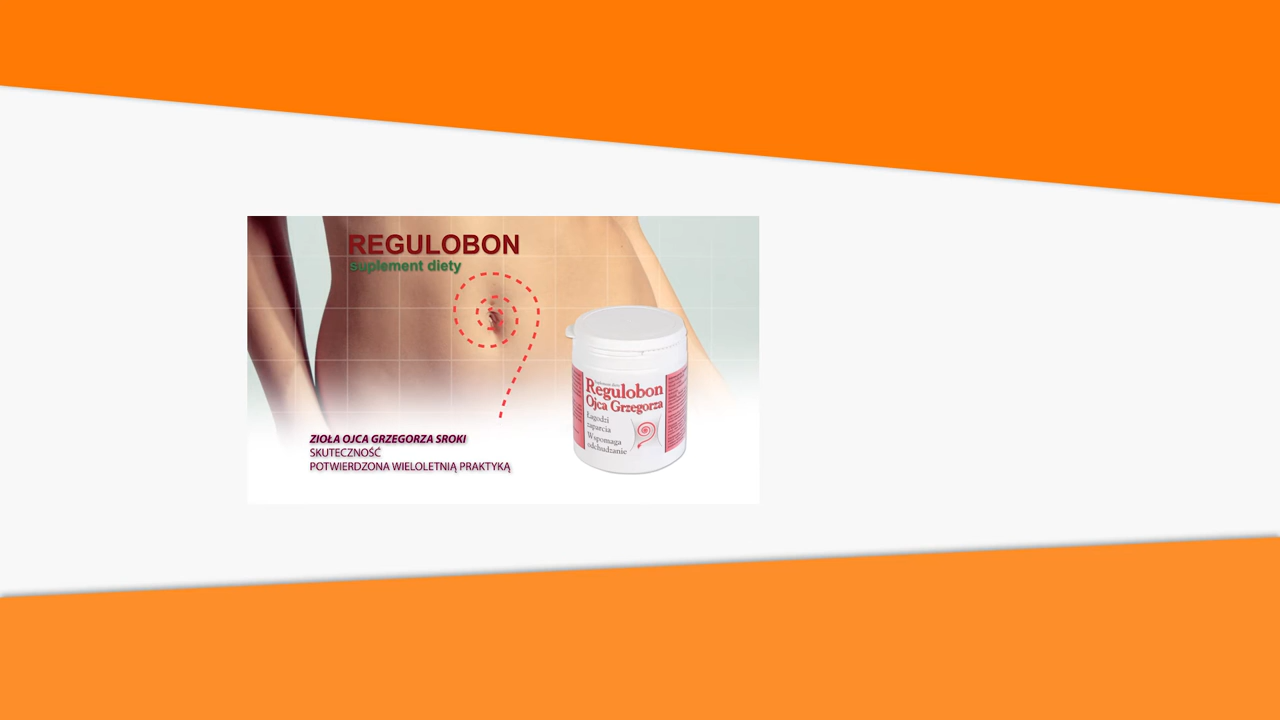 REGULOBON
suplement diety
Regulobon
Ojca Grzegorza
Łagodzi
zaparcia
Wspomaga
odchudzanie
ZIOŁA OJCA GRZEGORZA SROKI
SKUTECZNOŚĆ
POTWIERDZONA WIELOLETNIĄ PRAKTYKĄ